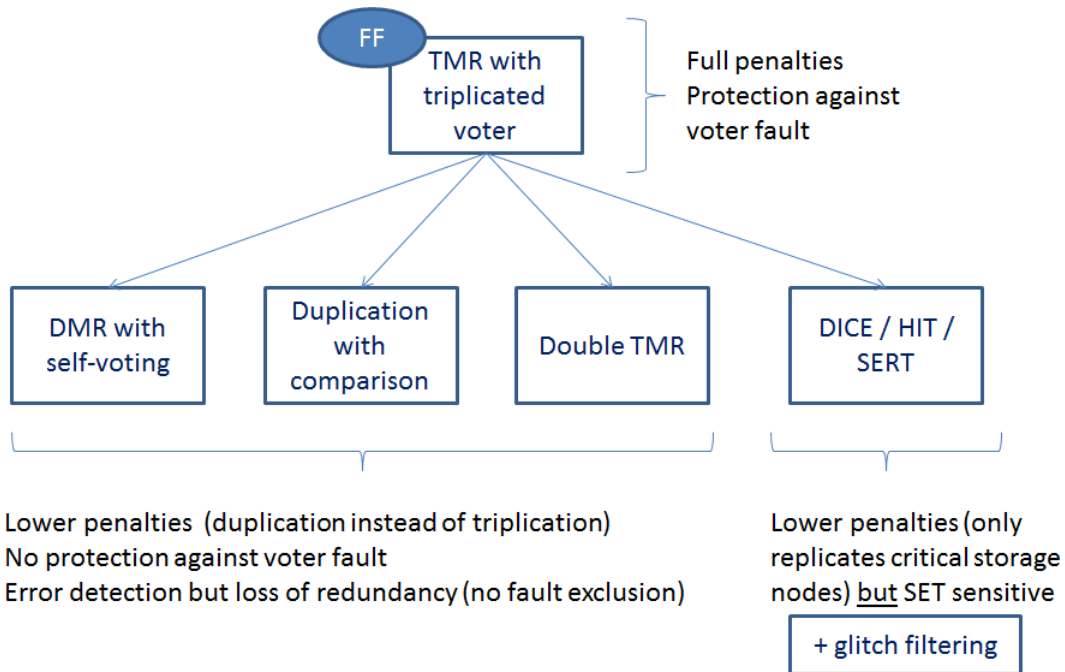 FF
TMR with
triplicated
voter
Full penalties
Protection against
voter fault
DMR with
self-voting
Duplication
with
comparison
Double TMR
DICE / HIT /
SERT
Lower penalties (duplication instead of triplication)
No protection against voter fault
Error detection but loss of redundancy (no fault exclusion)
Lower penalties (only
replicates critical storage
nodes) but SET sensitive
+ glitch filtering